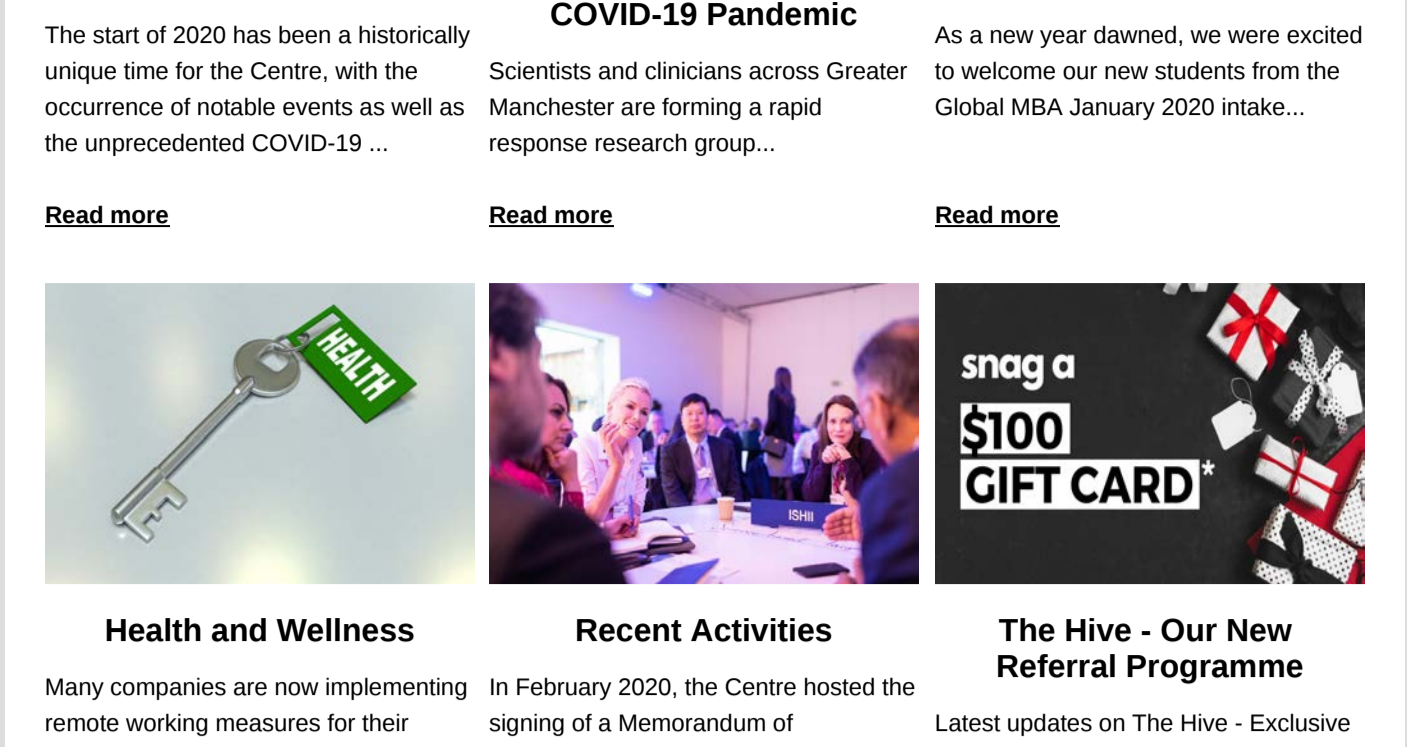 The start of 2020 has been a historically
unique time for the Centre, with the
occurrence of notable events as well as
the unprecedented COVID-19 ...
Read more
COVID-19 Pandemic
Scientists and clinicians across Greater
Manchester are forming a rapid
response research group...
Read more
As a new year dawned, we were excited
to welcome our new students from the
Global MBA January 2020 intake...
Read more
HEALTH
Health and Wellness
Many companies are now implementing
remote working measures for their
ISHII
Recent Activities
In February 2020, the Centre hosted the
signing of a Memorandum of
snag a
$100
GIFT CARD*
The Hive - Our New
Referral Programme
Latest updates on The Hive - Exclusive